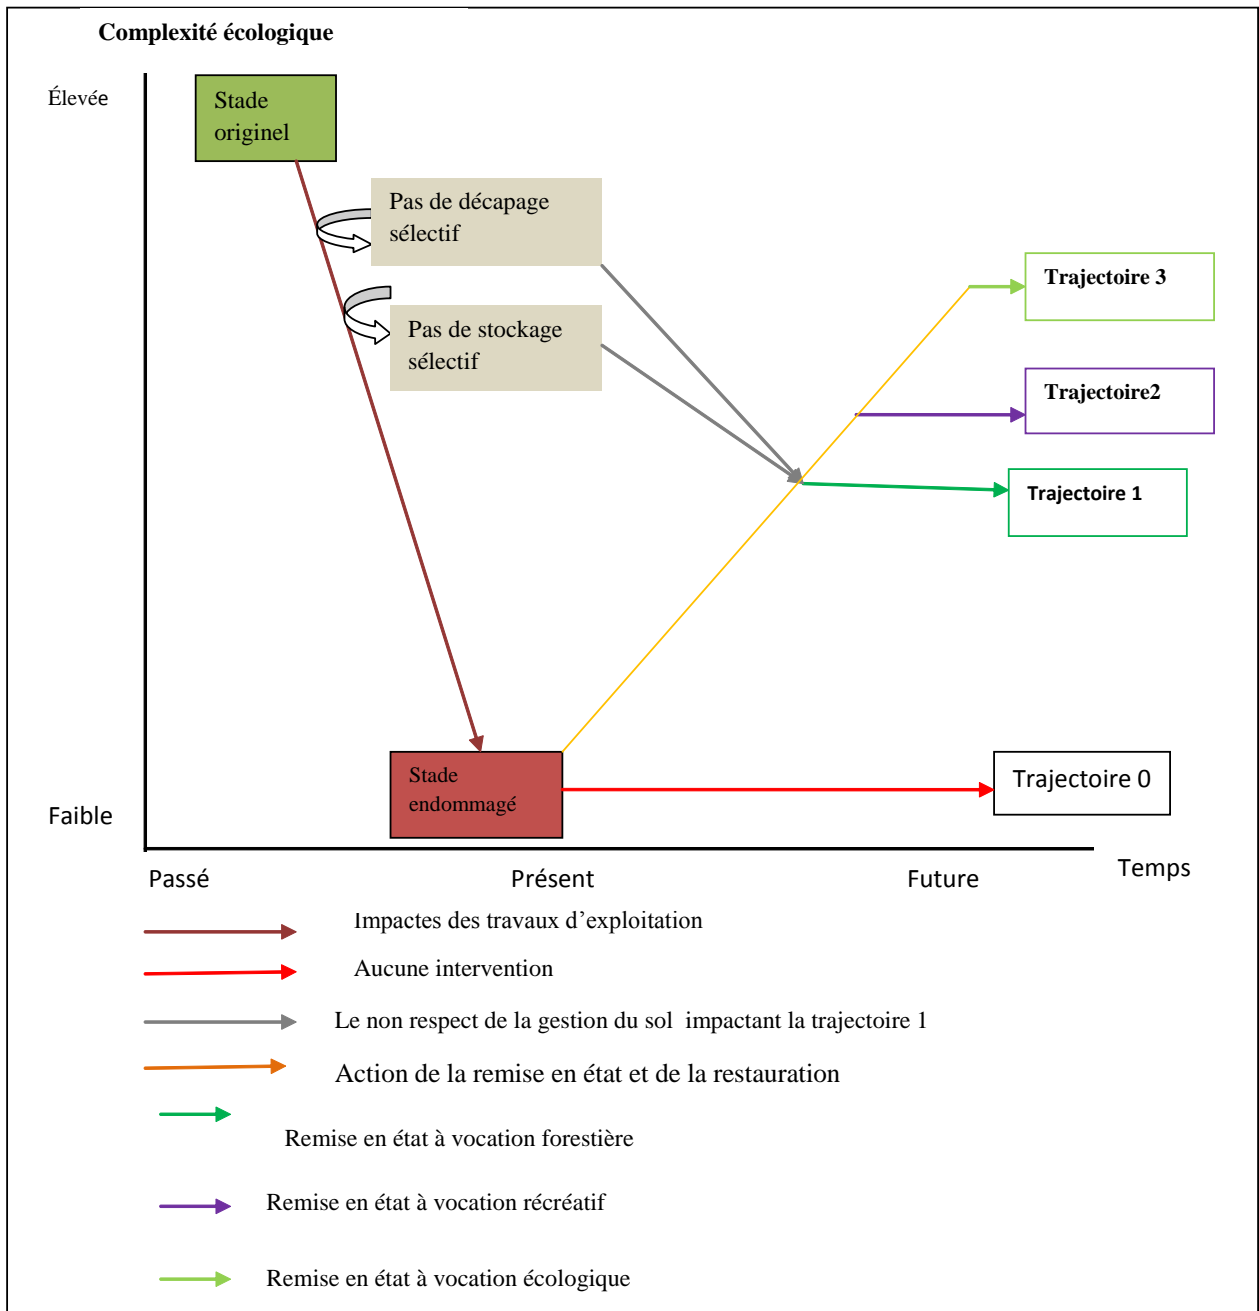 Complexité écologique
Élevée
Stade
originel
Pas de décapage
sélectif
Pas de stockage
sélectif
Trajectoire 3
Trajectoire2
Trajectoire 1
Stade
endommagé
Trajectoire 0
Faible
Temps
Passé
Présent
Future
Impactes des travaux d’exploitation
Aucune intervention
Le non respect de la gestion du sol impactant la trajectoire 1
Action de la remise en état et de la restauration
Remise en état à vocation forestière
Remise en état à vocation récréatif
Remise en état à vocation écologique